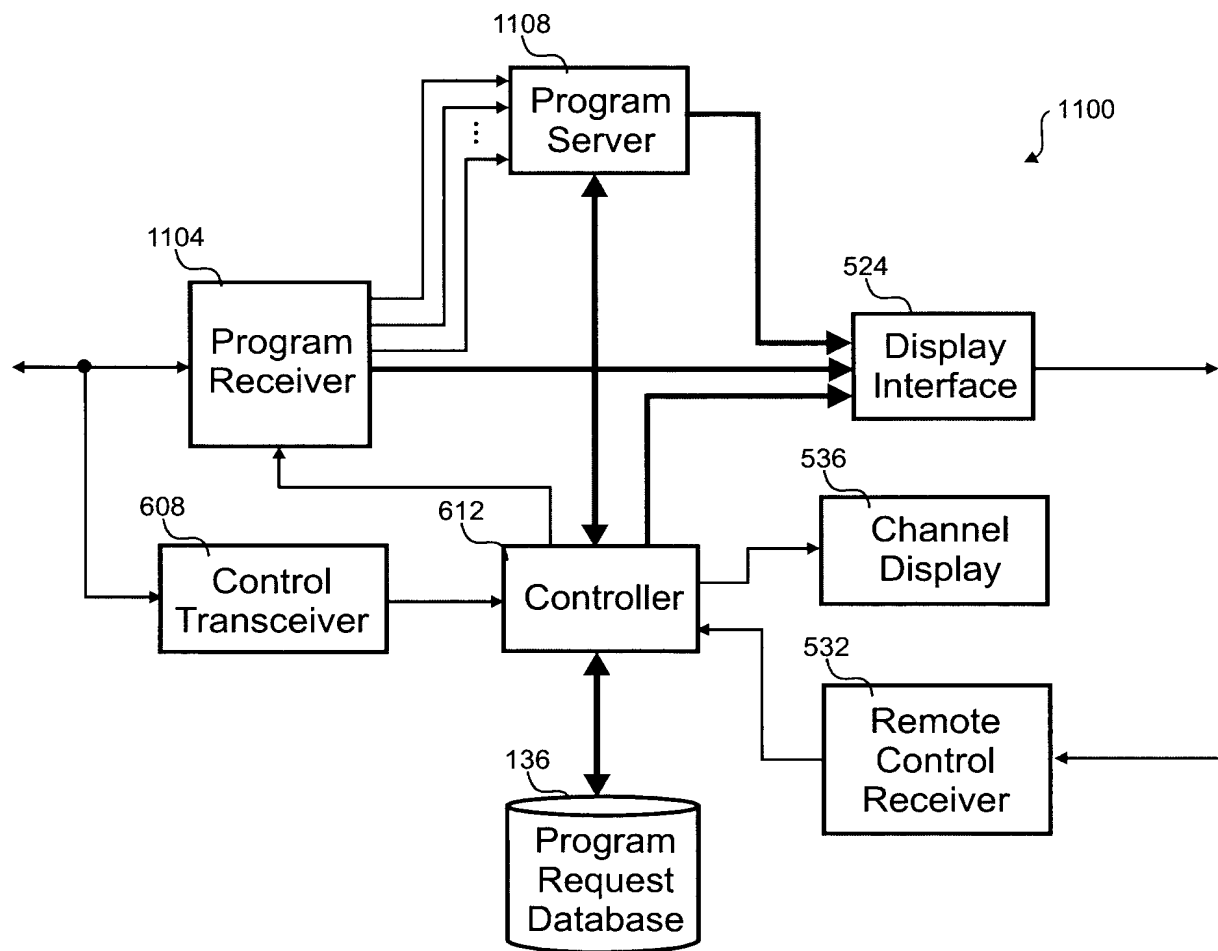 1108
Program
Server
1100
...
1104
Program
Receiver
524
Display
Interface
536
Channel
Display
608
Control
Transceiver
612
Controller
532
Remote
Control
Receiver
136
Program
Request
Database